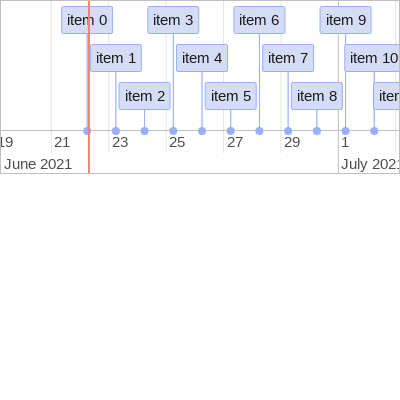 item 0 item 3 item 6 item 9
item 1 item 4 item 7 item 10
item 2 item 5 item 8
19 21 23 25 27 29 1
June 2021 July 2021